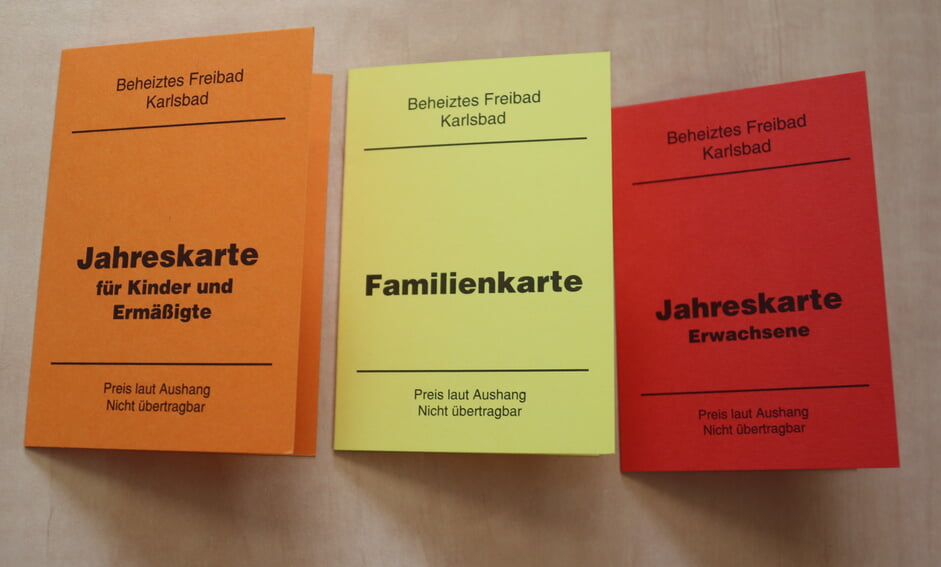 Beheiztes Freibad
Karlsbad
Jahreskarte
für Kinder und
Ermäßigte
Preis laut Aushang
Nicht übertragbar
Beheiztes Freibad
Karlsbad
Familienkarte
Preis laut Aushang
Nicht übertragbar
Beheiztes Freibad
Karlsbad
Jahreskarte
Erwachsene
Preis laut Aushang
Nicht übertragbar